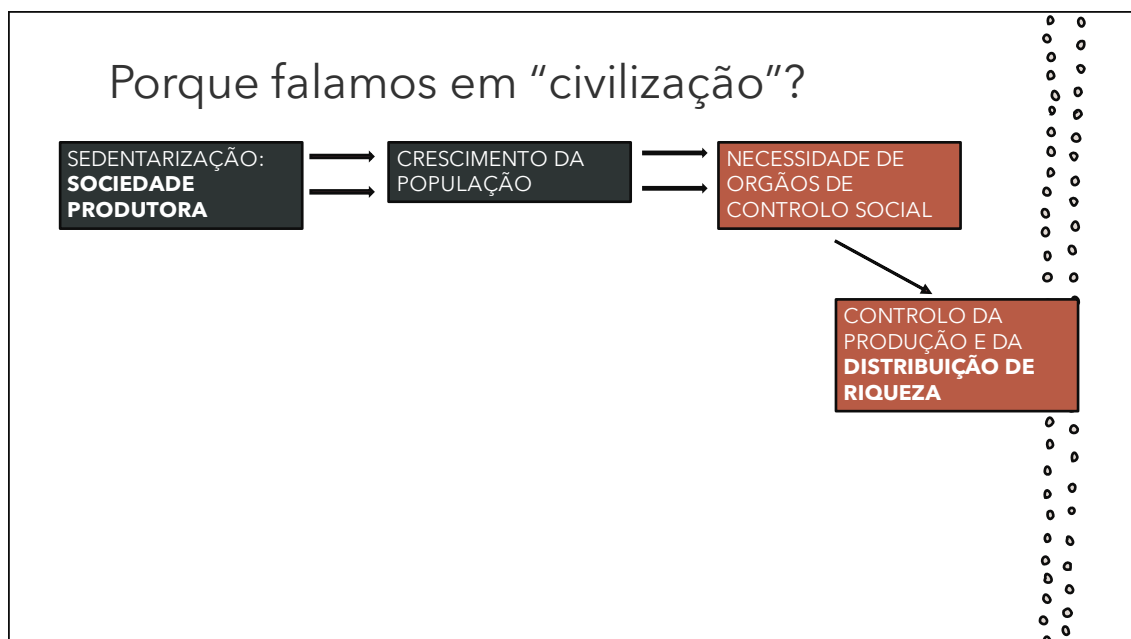 Porque falamos em “civilização”?
SEDENTARIZAÇÃO:
SOCIEDADE
PRODUTORA
CRESCIMENTO DA
POPULAÇÃO
NECESSIDADE DE
ORGÃOS DE
CONTROLO SOCIAL
CONTROLO DA
PRODUÇÃO E DA
DISTRIBUIÇÃO DE
RIQUEZA